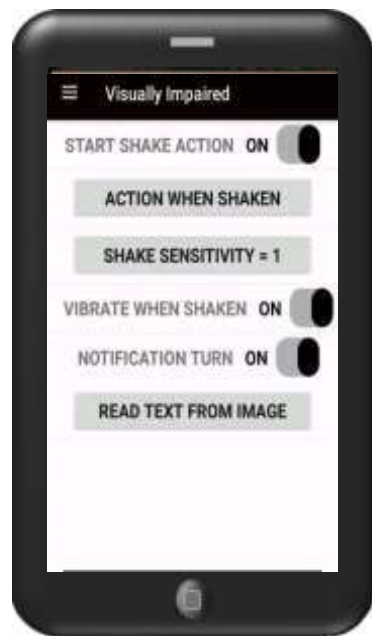 Visually Impaired
START SHAKE ACTION ON
ACTION WHEN SHAKEN
SHAKE SENSITIVITY = 1
VIBRATE WHEN SHAKEN ON
NOTIFICATION TURN ON
READ TEXT FROM IMAGE